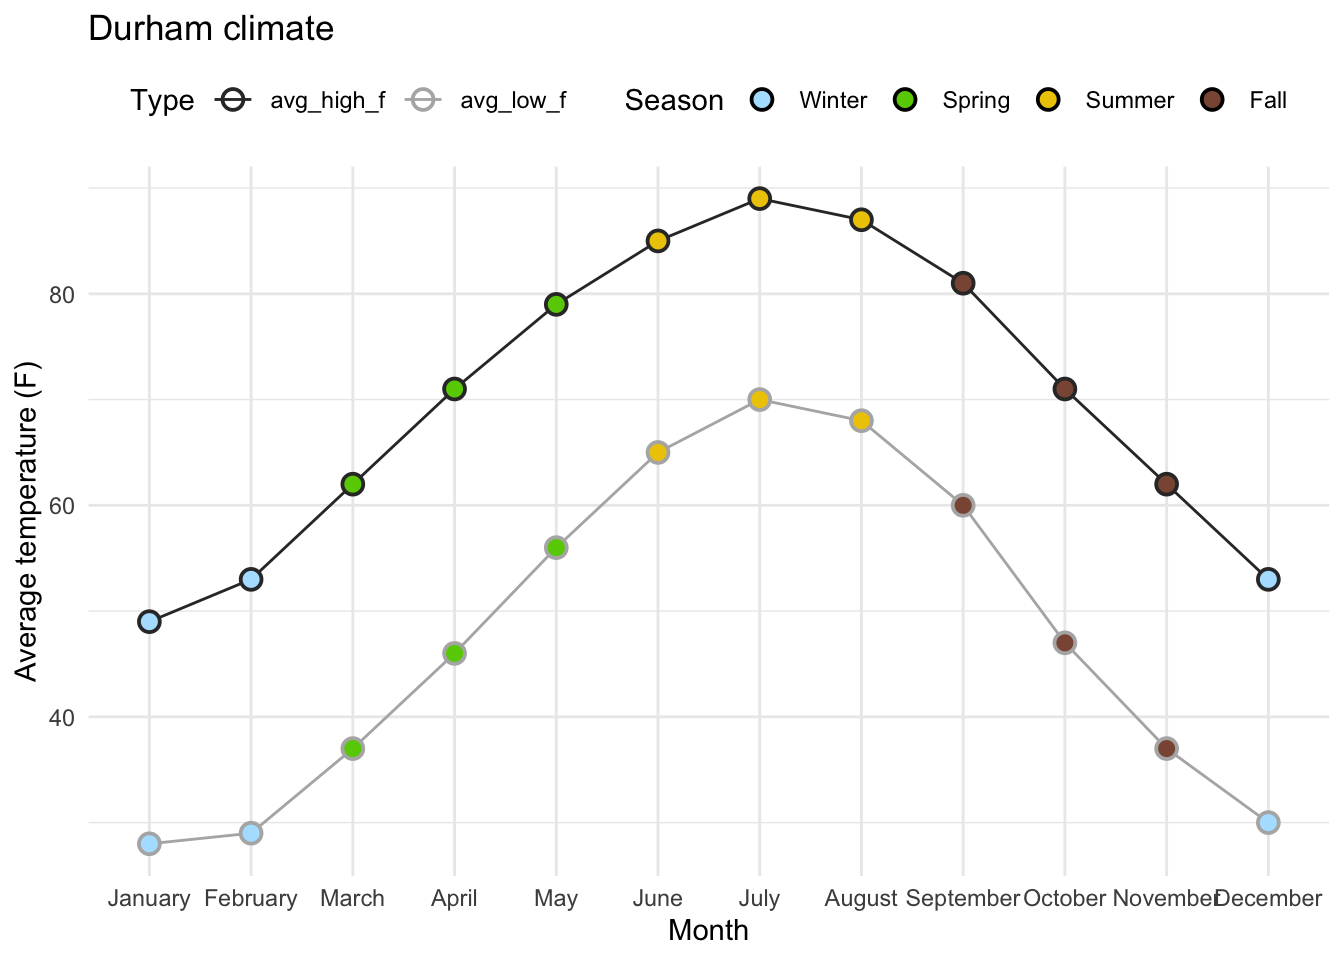 Durham climate
Type avg_high_f avg_low_f Season Winter Spring Summer Fall
Average temperature (F)
80
60
40
January February March April May June July August September October November December
Month